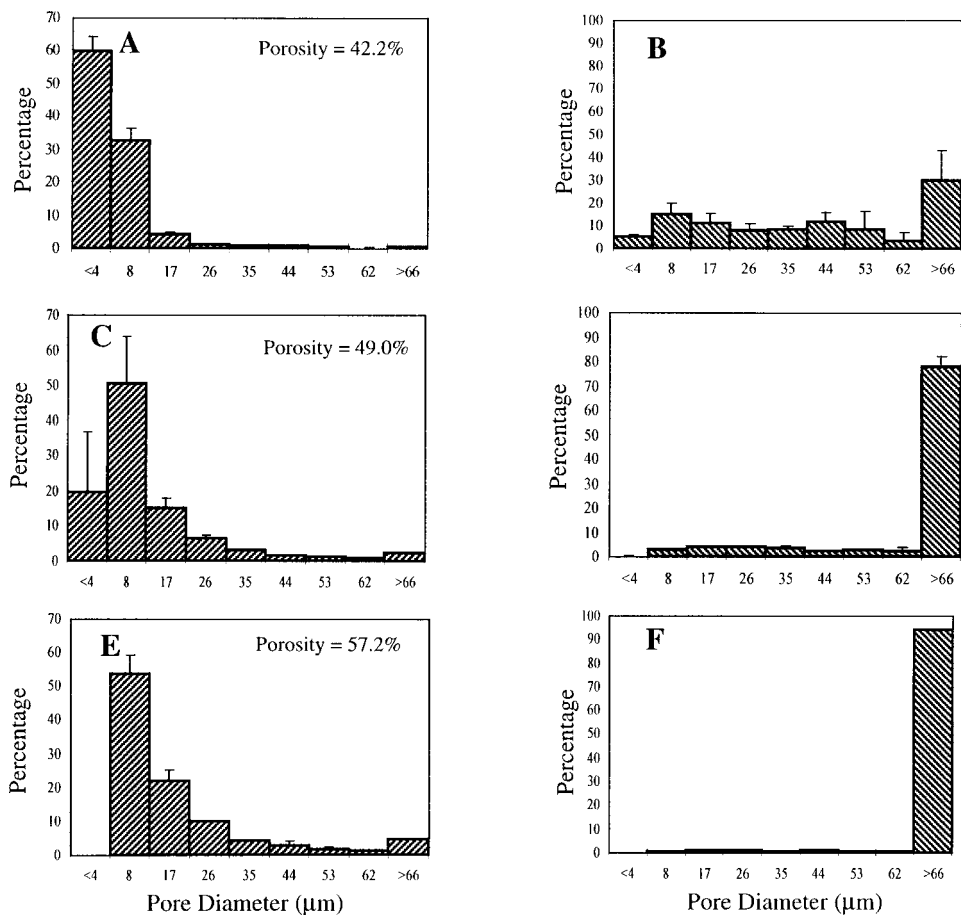 70
60
50
40
30
20
10
0
Percentage
A
Porosity = 42.2%
<4 8 17 26 35 44 53 62 >66
100
90
80
70
60
50
40
30
20
10
0
Percentage
B
<4 8 17 26 35 44 53 62 >66
70
60
50
40
30
20
10
0
Percentage
C
Porosity = 49.0%
<4 8 17 26 35 44 53 62 >66
100
90
80
70
60
50
40
30
20
10
0
Percentage
<4 8 17 26 35 44 53 62 >66
70
60
50
40
30
20
10
0
Percentage
E
Porosity = 57.2%
<4 8 17 26 35 44 53 62 >66
Pore Diameter (μm)
100
90
80
70
60
50
40
30
20
10
0
Percentage
F
<4 8 17 26 35 44 53 62 >66
Pore Diameter (μm)